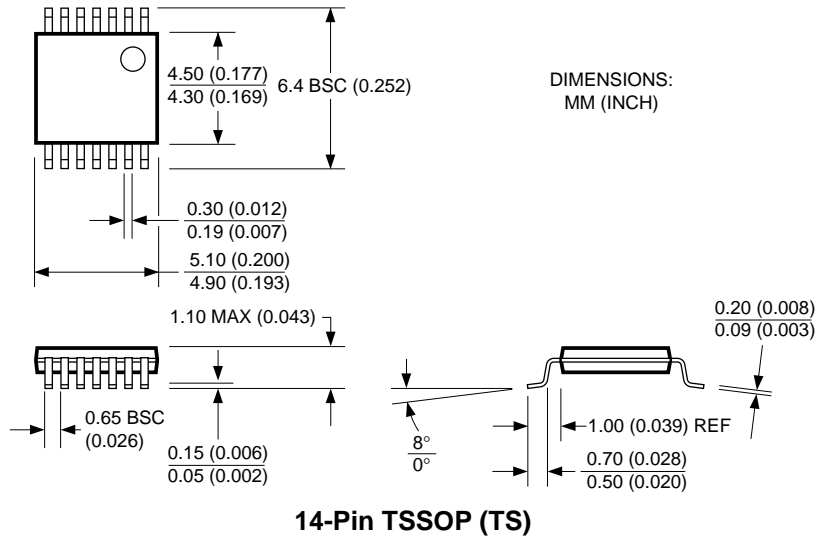 4.50 (0.177)
4.30 (0.169)
6.4 BSC (0.252)
DIMENSIONS:
MM (INCH)
0.30 (0.012)
0.19 (0.007)
5.10 (0.200)
4.90 (0.193)
1.10 MAX (0.043)
0.20 (0.008)
0.09 (0.003)
0.65 BSC
(0.026)
0.15 (0.006)
0.05 (0.002)
8°
0°
1.00 (0.039) REF
0.70 (0.028)
0.50 (0.020)
14-Pin TSSOP (TS)